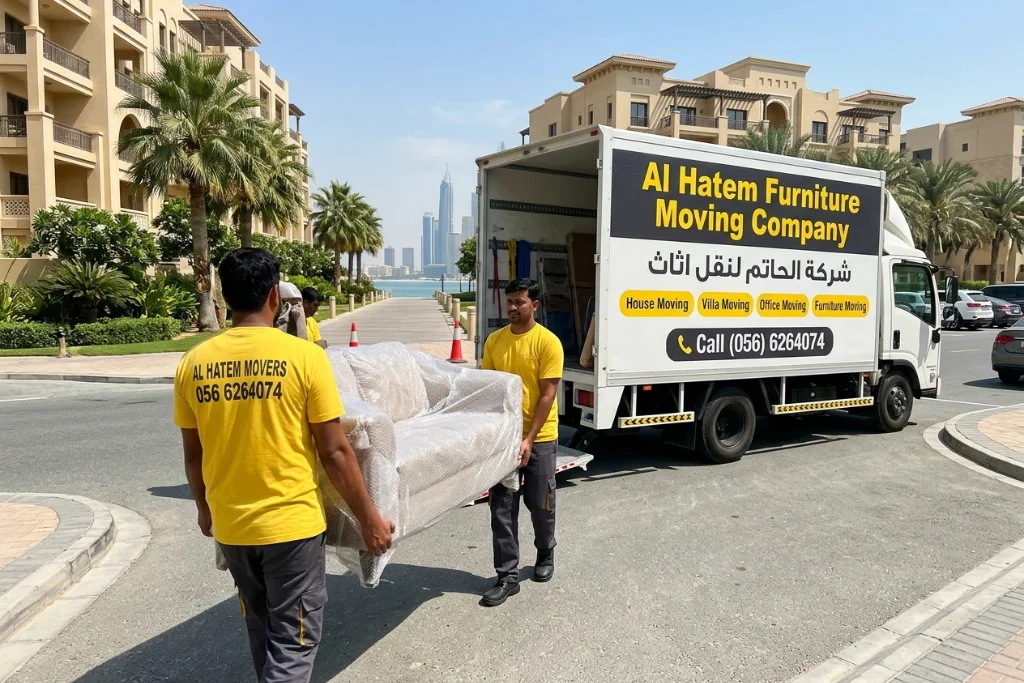 Al Hatem Furniture
Moving Company
شركة الحاتم لنقل اثاث
House Moving
Villa Moving
Office Moving
Furniture Moving
Call (056) 6264074
AL HATEM MOVERS
056 6264074